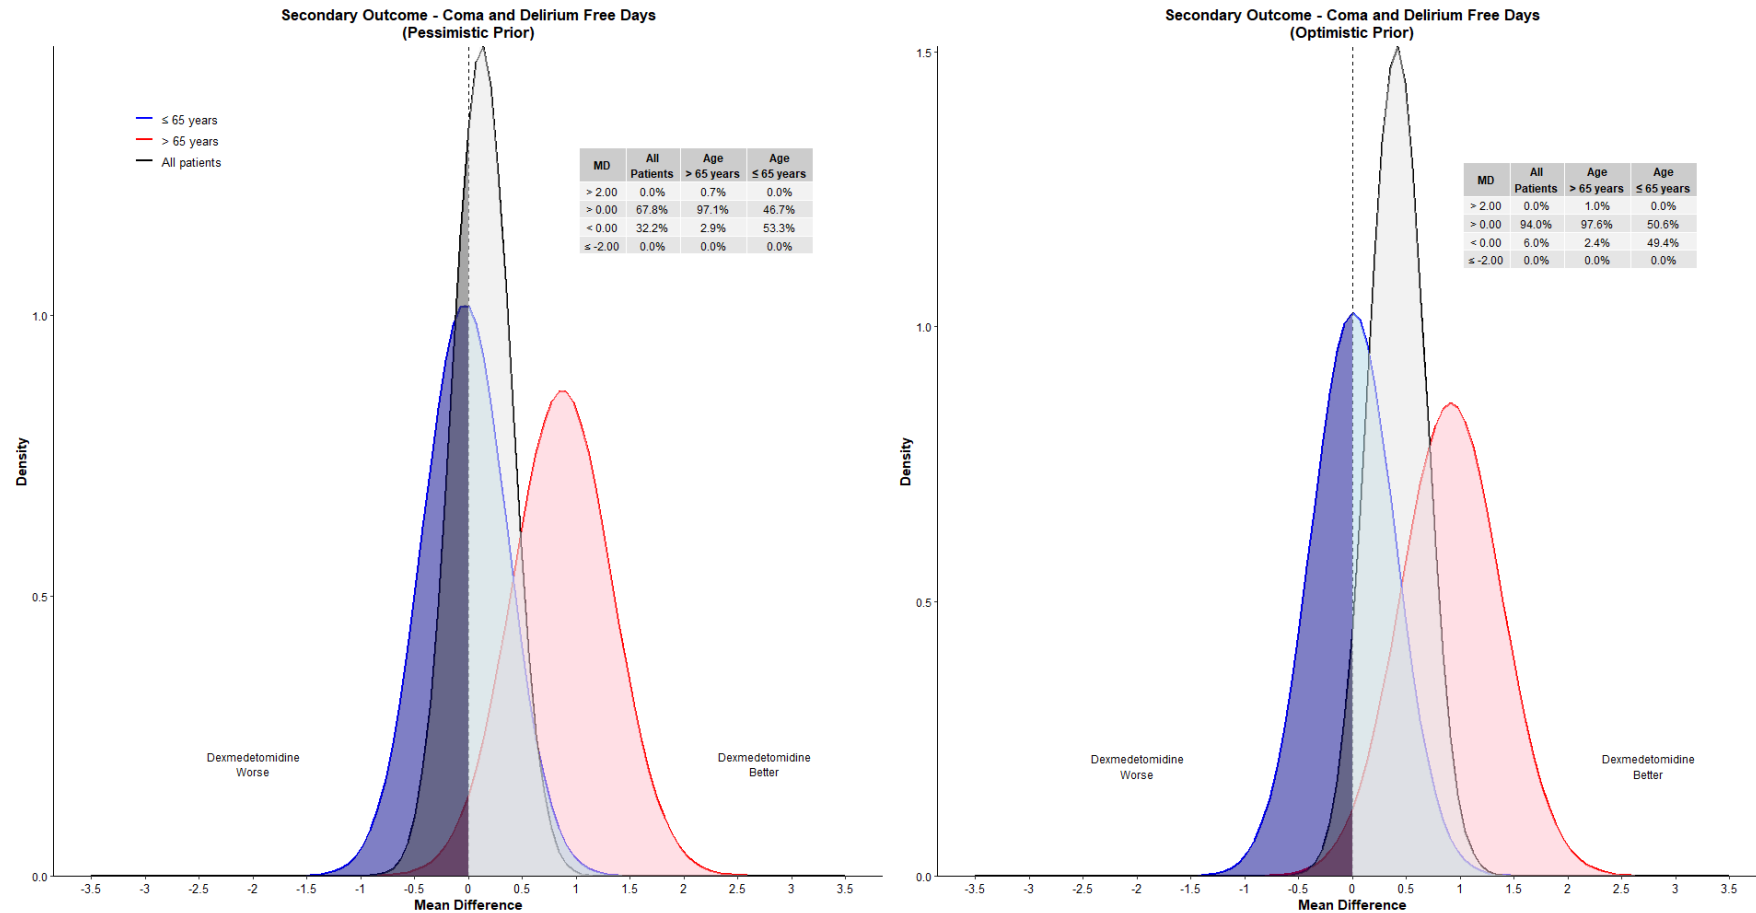 Secondary Outcome - Coma and Delirium Free Days
(Pessimistic Prior)
≤ 65 years
> 65 years
All patients
MD All Patients Age > 65 years Age ≤ 65 years
> 2.00 0.0% 0.7% 0.0%
> 0.00 67.8% 97.1% 46.7%
< 0.00 32.2% 2.9% 53.3%
≤ -2.00 0.0% 0.0% 0.0%
1.0
0.5
0.0
Density
Dexmedetomidine
Worse
Dexmedetomidine
Better
-3.5 -3 -2.5 -2 -1.5 -1 -0.5 0 0.5 1 1.5 2 2.5 3 3.5
Mean Difference
Secondary Outcome - Coma and Delirium Free Days
(Optimistic Prior)
MD All Patients Age > 65 years Age ≤ 65 years
> 2.00 0.0% 1.0% 0.0%
> 0.00 94.0% 97.6% 50.6%
< 0.00 6.0% 2.4% 49.4%
≤ -2.00 0.0% 0.0% 0.0%
1.5
1.0
0.5
0.0
Density
Dexmedetomidine
Worse
Dexmedetomidine
Better
-3.5 -3 -2.5 -2 -1.5 -1 -0.5 0 0.5 1 1.5 2 2.5 3 3.5
Mean Difference